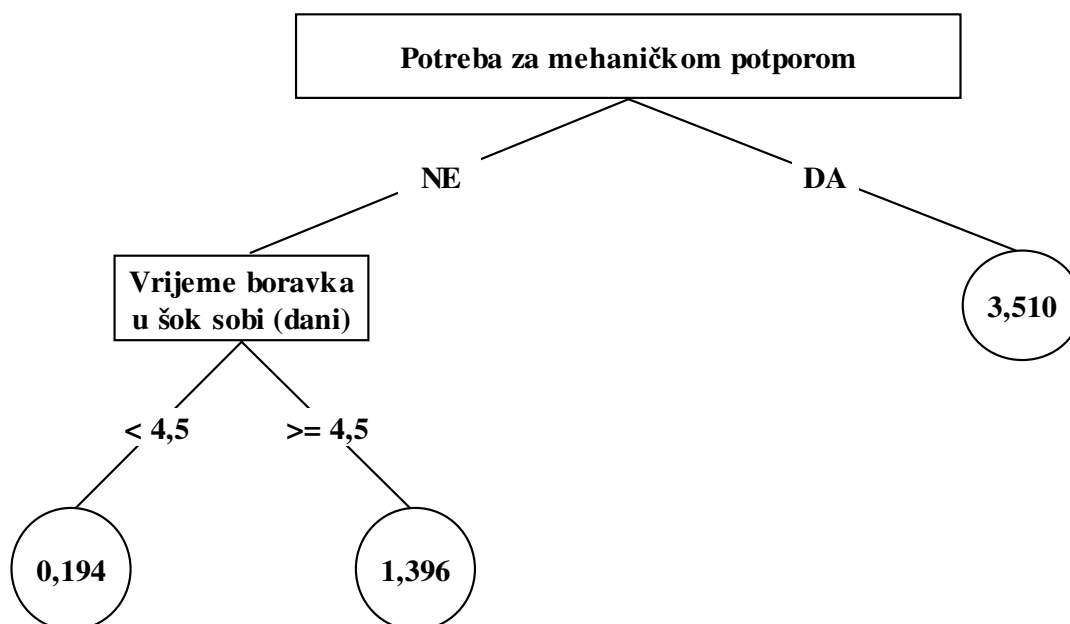 Potreba za mehaničkom potporom
NE
DA
Vrijeme boravka
u šok sobi (dani)
3,510
< 4,5
>= 4,5
0,194
1,396